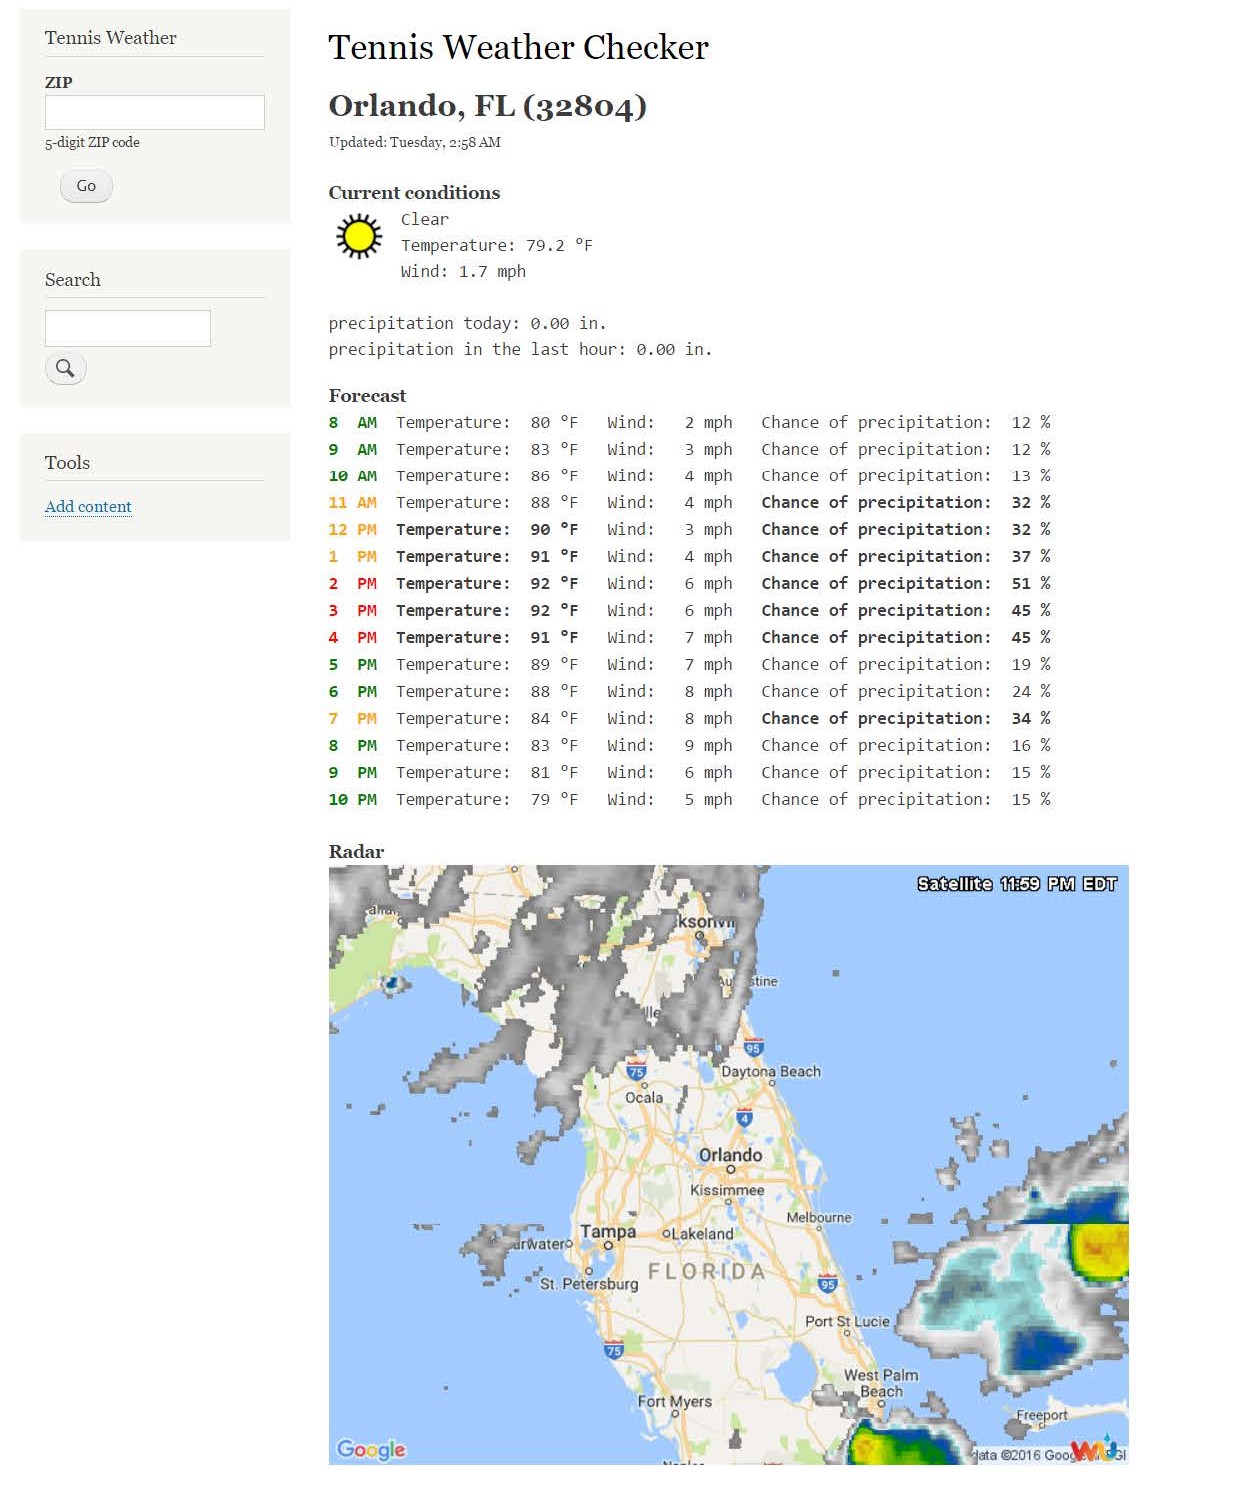 Tennis Weather
ZIP
5-digit ZIP code
Go
Search
Tools
Add content
Tennis Weather Checker
Orlando, FL (32804)
Updated: Tuesday, 2:58 AM
Current conditions
Clear
Temperature: 79.2 °F
Wind: 1.7 mph
precipitation today: 0.00 in.
precipitation in the last hour: 0.00 in.
Forecast
8 AM Temperature: 80 °F Wind: 2 mph Chance of precipitation: 12 %
9 AM Temperature: 83 °F Wind: 3 mph Chance of precipitation: 12 %
10 AM Temperature: 86 °F Wind: 4 mph Chance of precipitation: 13 %
11 AM Temperature: 88 °F Wind: 4 mph Chance of precipitation: 32 %
12 PM Temperature: 90 °F Wind: 3 mph Chance of precipitation: 32 %
1 PM Temperature: 91 °F Wind: 4 mph Chance of precipitation: 37 %
2 PM Temperature: 92 °F Wind: 6 mph Chance of precipitation: 51 %
3 PM Temperature: 92 °F Wind: 6 mph Chance of precipitation: 45 %
4 PM Temperature: 91 °F Wind: 7 mph Chance of precipitation: 45 %
5 PM Temperature: 89 °F Wind: 7 mph Chance of precipitation: 19 %
6 PM Temperature: 88 °F Wind: 8 mph Chance of precipitation: 24 %
7 PM Temperature: 84 °F Wind: 8 mph Chance of precipitation: 34 %
8 PM Temperature: 83 °F Wind: 9 mph Chance of precipitation: 16 %
9 PM Temperature: 81 °F Wind: 6 mph Chance of precipitation: 15 %
10 PM Temperature: 79 °F Wind: 5 mph Chance of precipitation: 15 %
Radar
Satellite 11:59 PM EDT
ksonvil
stine
95
75
Daytona Beach
Ocala
4
Orlando
Kissimmee
Melbourne
Tampa
Lakeland
FLORIDA
St. Petersburg
95
Port St Lucie
75
West Palm
Beach
Fort Myers
Freeport
Google
data ©2016 Goog